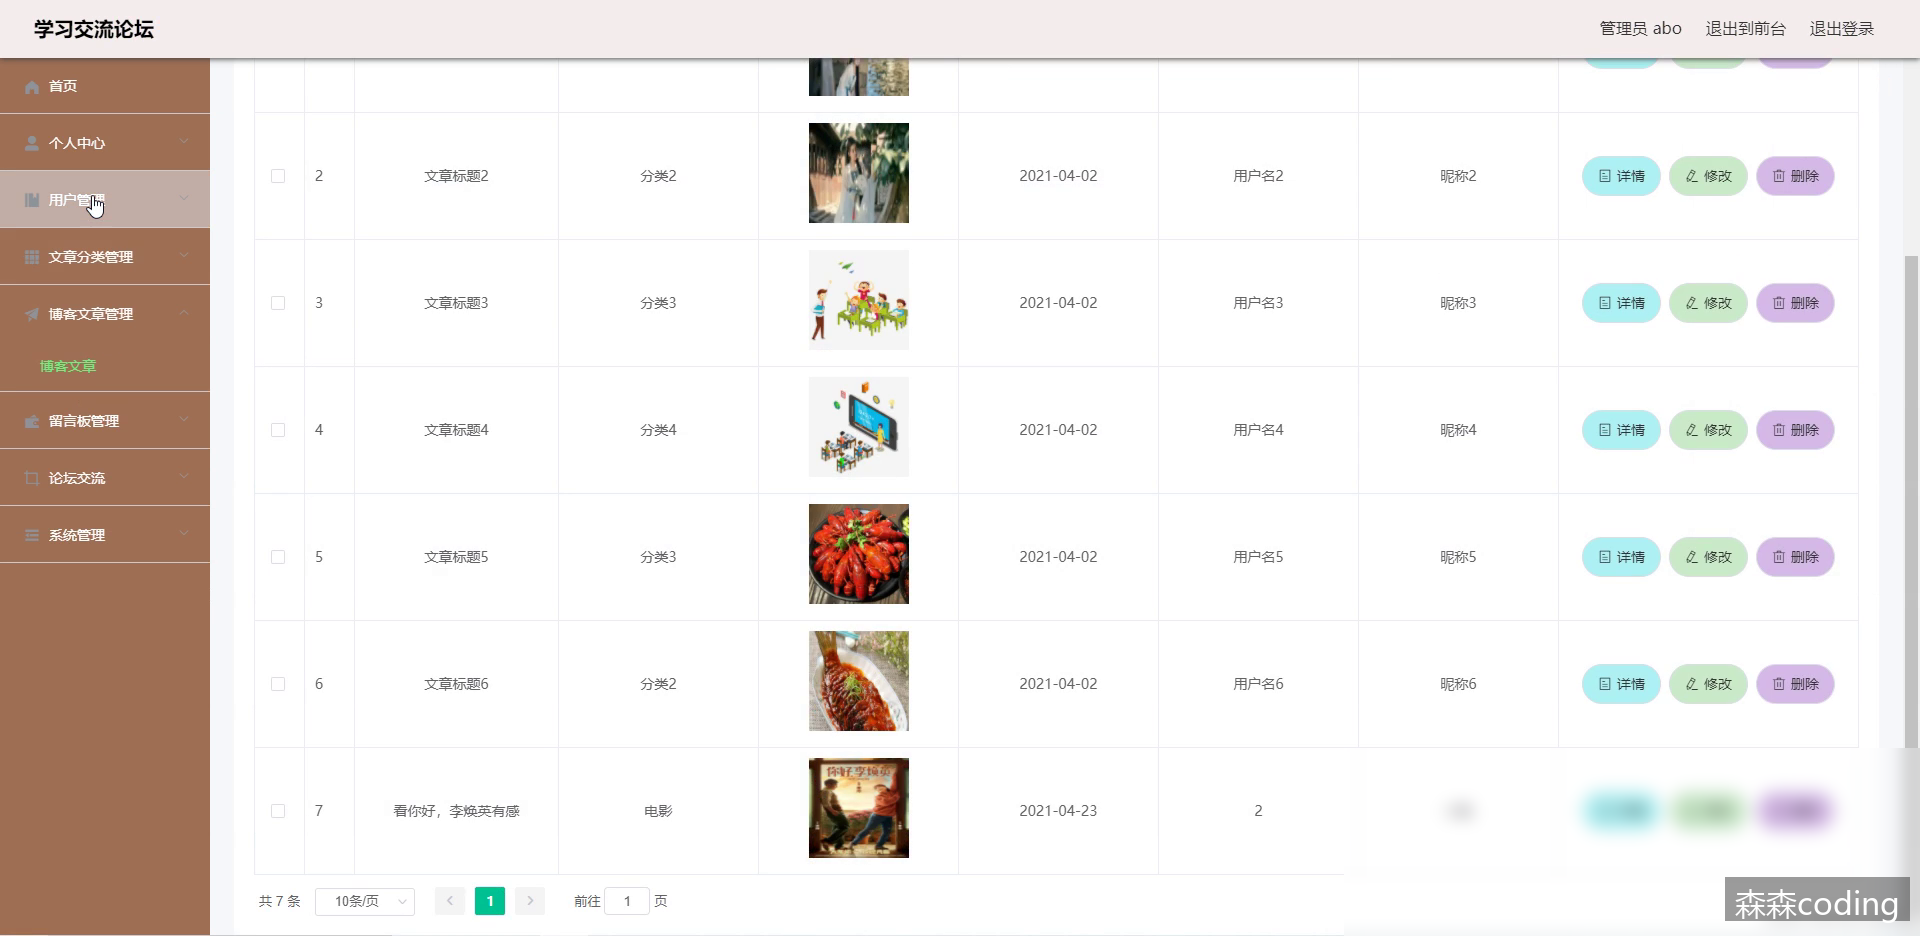 学习交流论坛
管理员 abo 退出到前台 退出登录
首页
个人中心
用户管理
文章分类管理
博客文章管理
博客文章
留言板管理
论坛交流
系统管理
2 文章标题2 分类2 2021-04-02 用户名2 昵称2 详情 修改 删除
3 文章标题3 分类3 2021-04-02 用户名3 昵称3 详情 修改 删除
4 文章标题4 分类4 2021-04-02 用户名4 昵称4 详情 修改 删除
5 文章标题5 分类3 2021-04-02 用户名5 昵称5 详情 修改 删除
6 文章标题6 分类2 2021-04-02 用户名6 昵称6 详情 修改 删除
你好李焕英
7 看你好，李焕英有感 电影 2021-04-23 2
共 7 条 10条/页 1 前往 1 页
森森coding